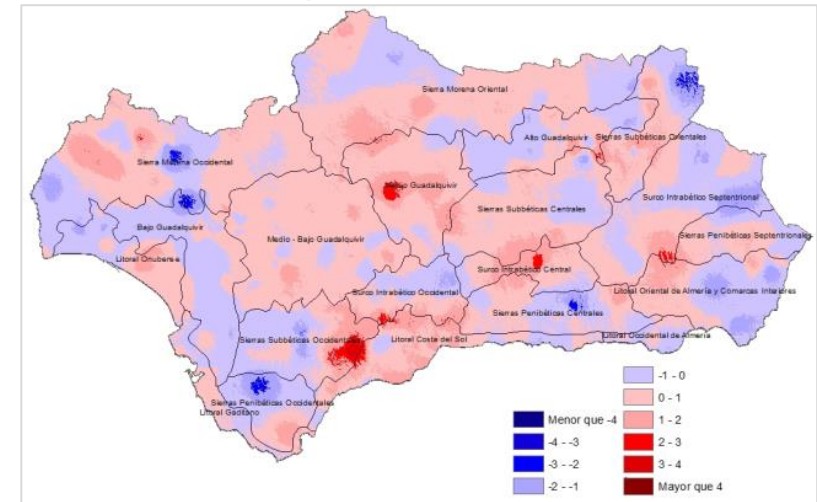 Sierra Morena Oriental
Alto Guadalquivir
Sierras Subbéticas Orientales
Sierra Morena Occidental
Guadalquivir
Surco Intrabético Septentrional
Sierras Subbéticas Centrales
Bajo Guadalquivir
Medio - Bajo Guadalquivir
Sierras Penibéticas Septentrionales
Litoral Onubense
Surco Intrabético Central
Surco Intrabético Occidental
Litoral Oriental de Almería y Comarcas Interiores
Sierras Penibéticas Centrales
Sierras Subbéticas Occidentales
Litoral Costa del Sol
Litoral Occidental de Almería
Sierras Penibéticas Occidentales
Litoral Gaditano
-1 - 0
0 - 1
Menor que -4
1 - 2
-4 - -3
2 - 3
-3 - -2
3 - 4
-2 - -1
Mayor que 4